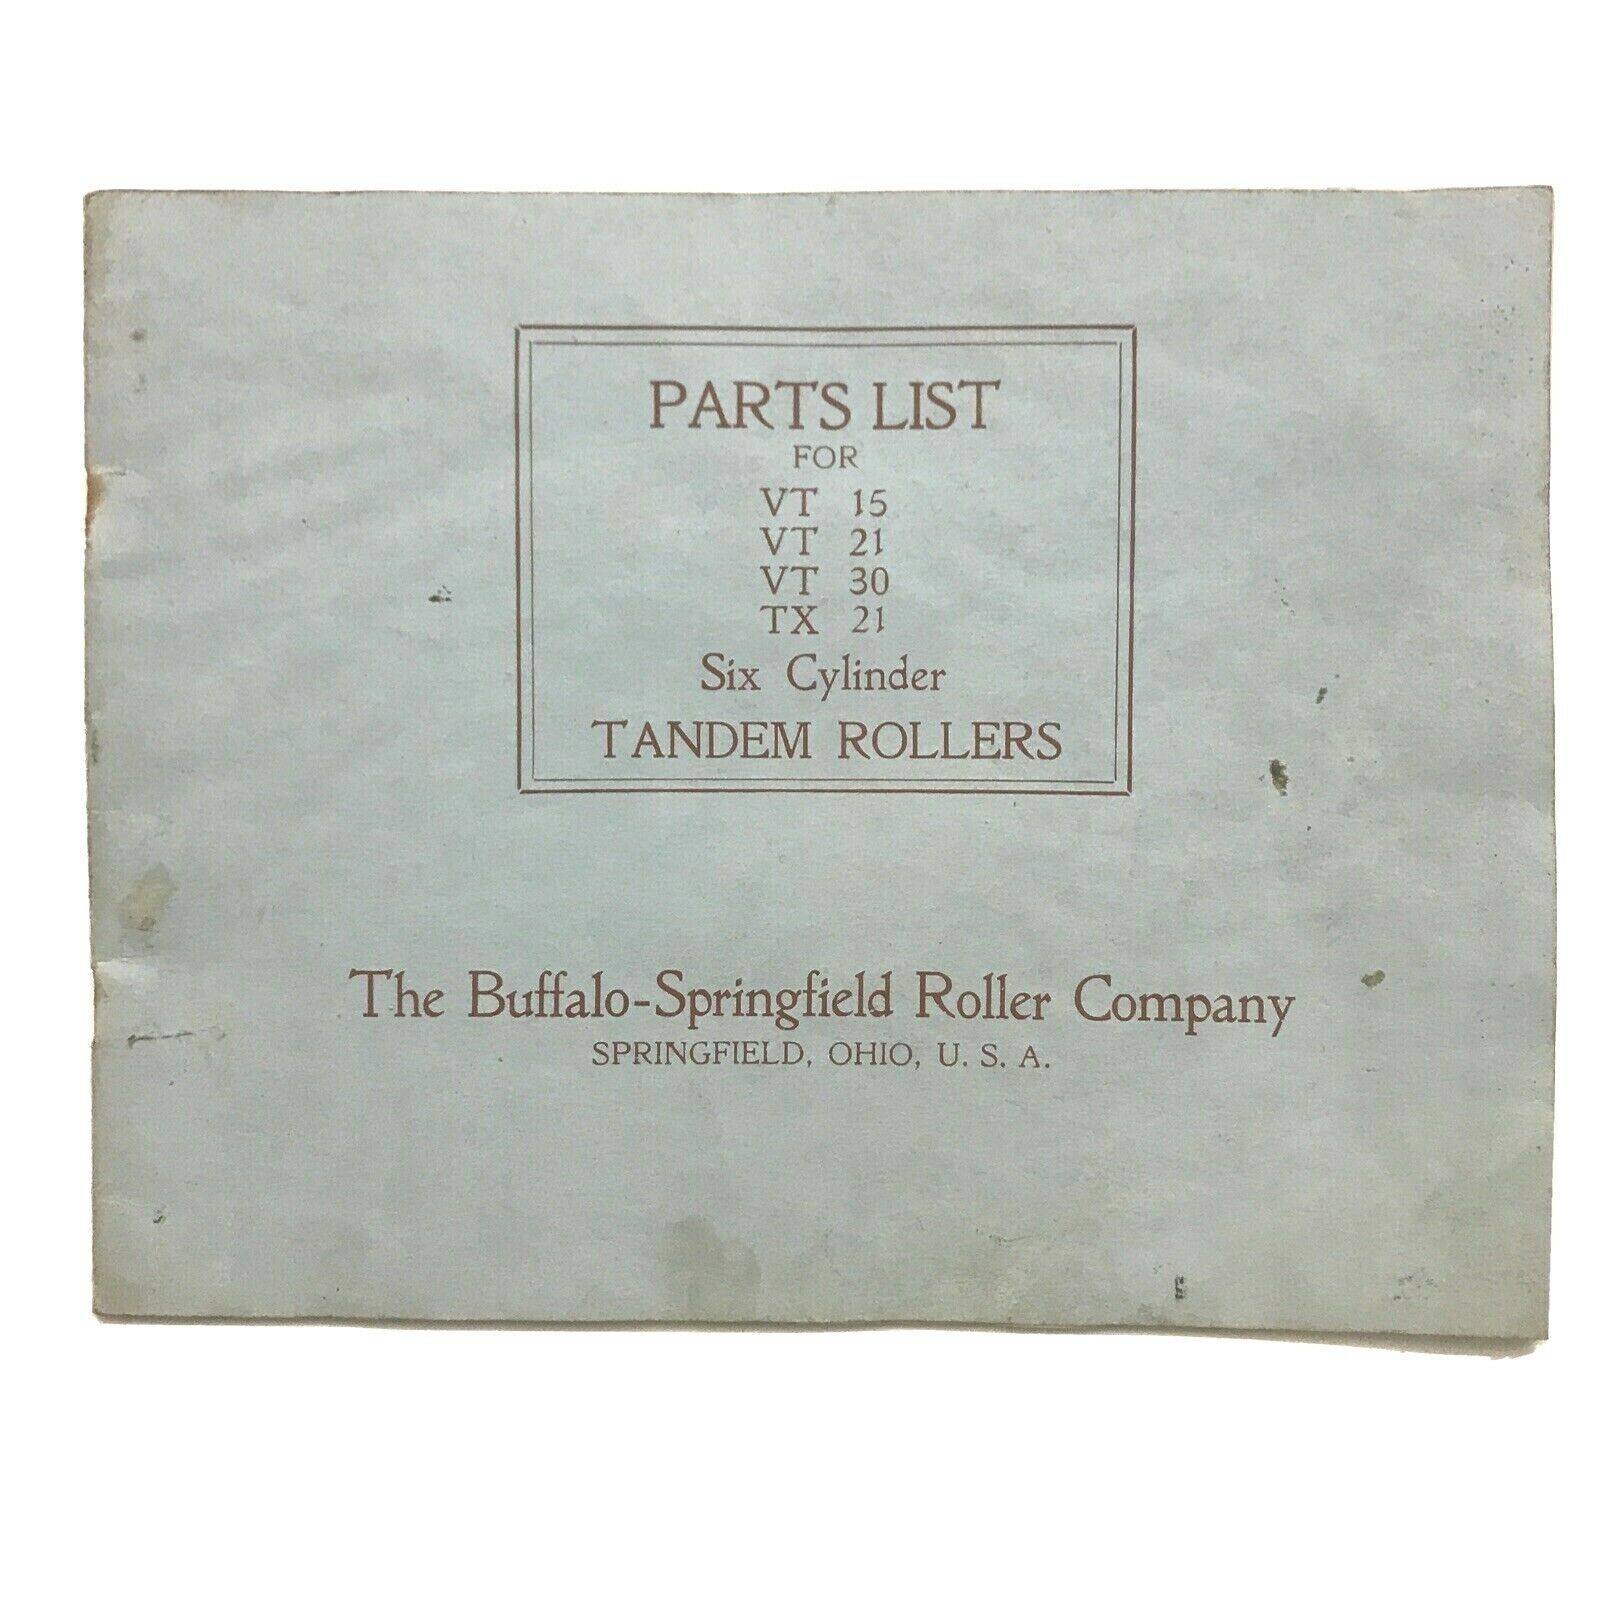 PARTS LIST
FOR
VT 15
VT 21
VT 30
TX 21
Six Cylinder
TANDEM ROLLERS
The Buffalo-Springfield Roller Company
SPRINGFIELD, OHIO, U. S. A.